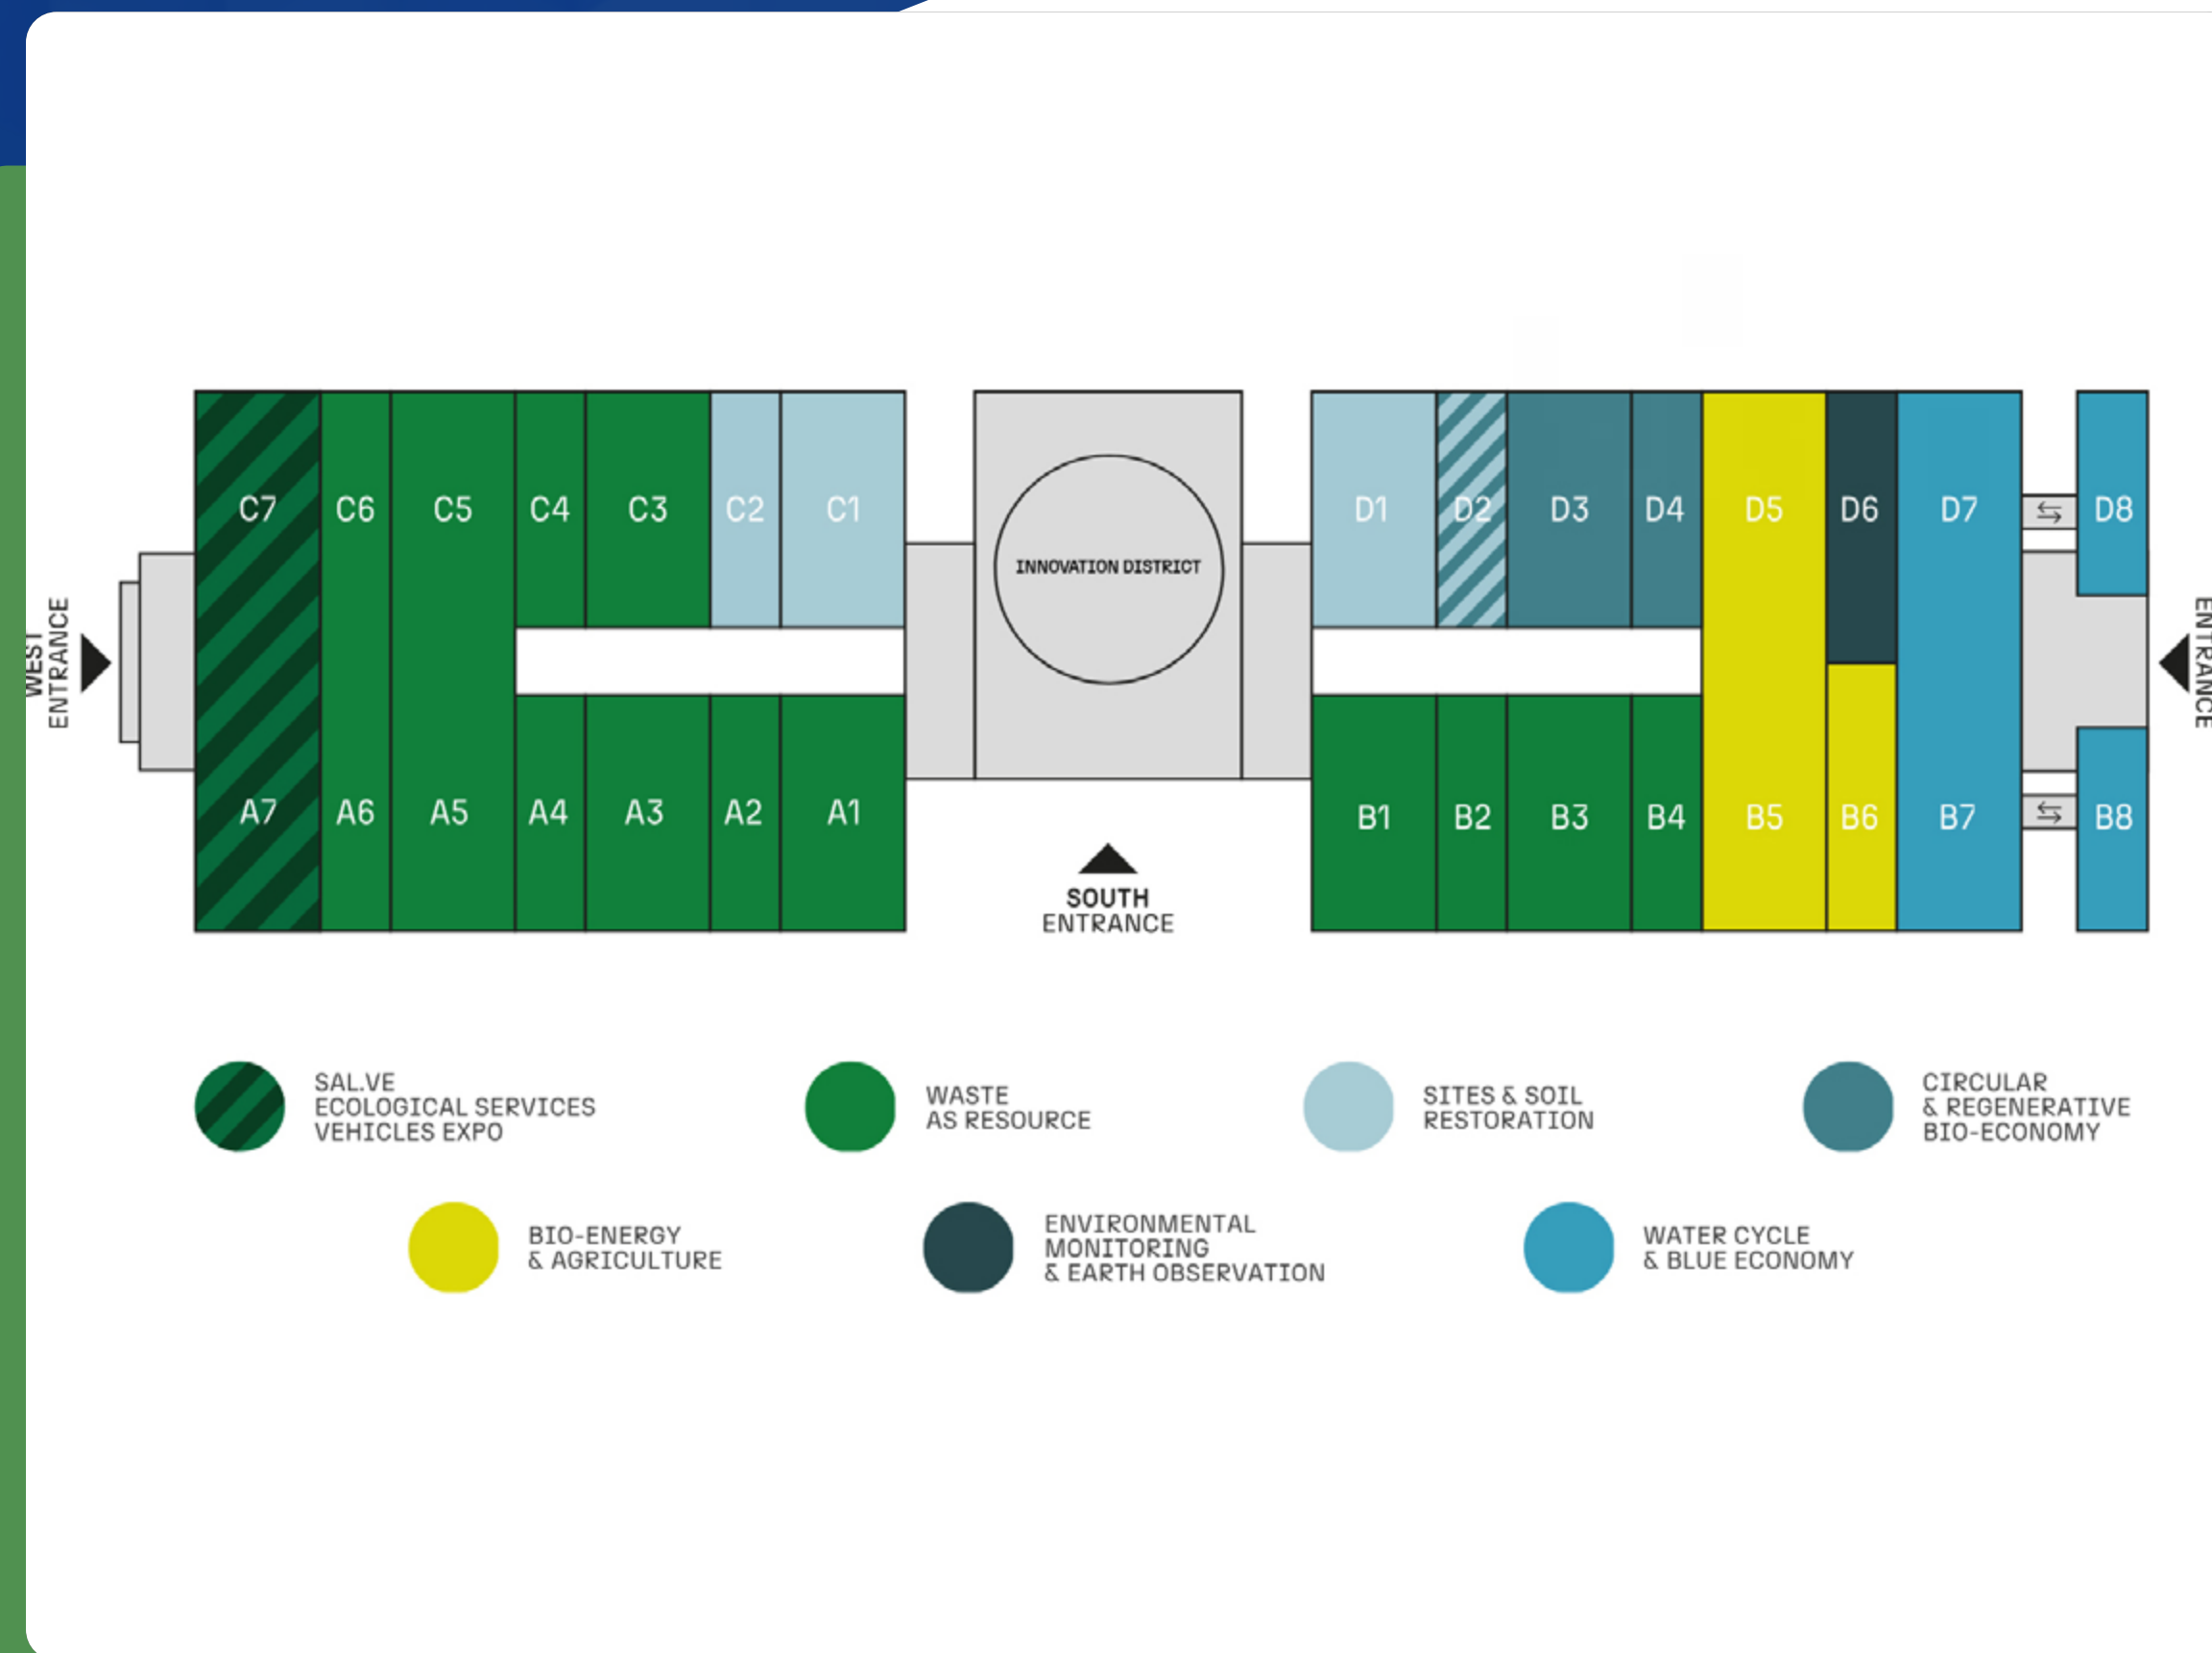 C7 C6 C5 C4 C3 C2 C1 D1 D2 D3 D4 D5 D6 D7 D8
INNOVATION DISTRICT
WEST
ENTRANCE
ENTRANCE
A7 A6 A5 A4 A3 A2 A1 B1 B2 B3 B4 B5 B6 B7 B8
SOUTH
ENTRANCE
SAL.VE
ECOLOGICAL SERVICES
VEHICLES EXPO
WASTE
AS RESOURCE
SITES & SOIL
RESTORATION
CIRCULAR
& REGENERATIVE
BIO-ECONOMY
BIO-ENERGY
& AGRICULTURE
ENVIRONMENTAL
MONITORING
& EARTH OBSERVATION
WATER CYCLE
& BLUE ECONOMY